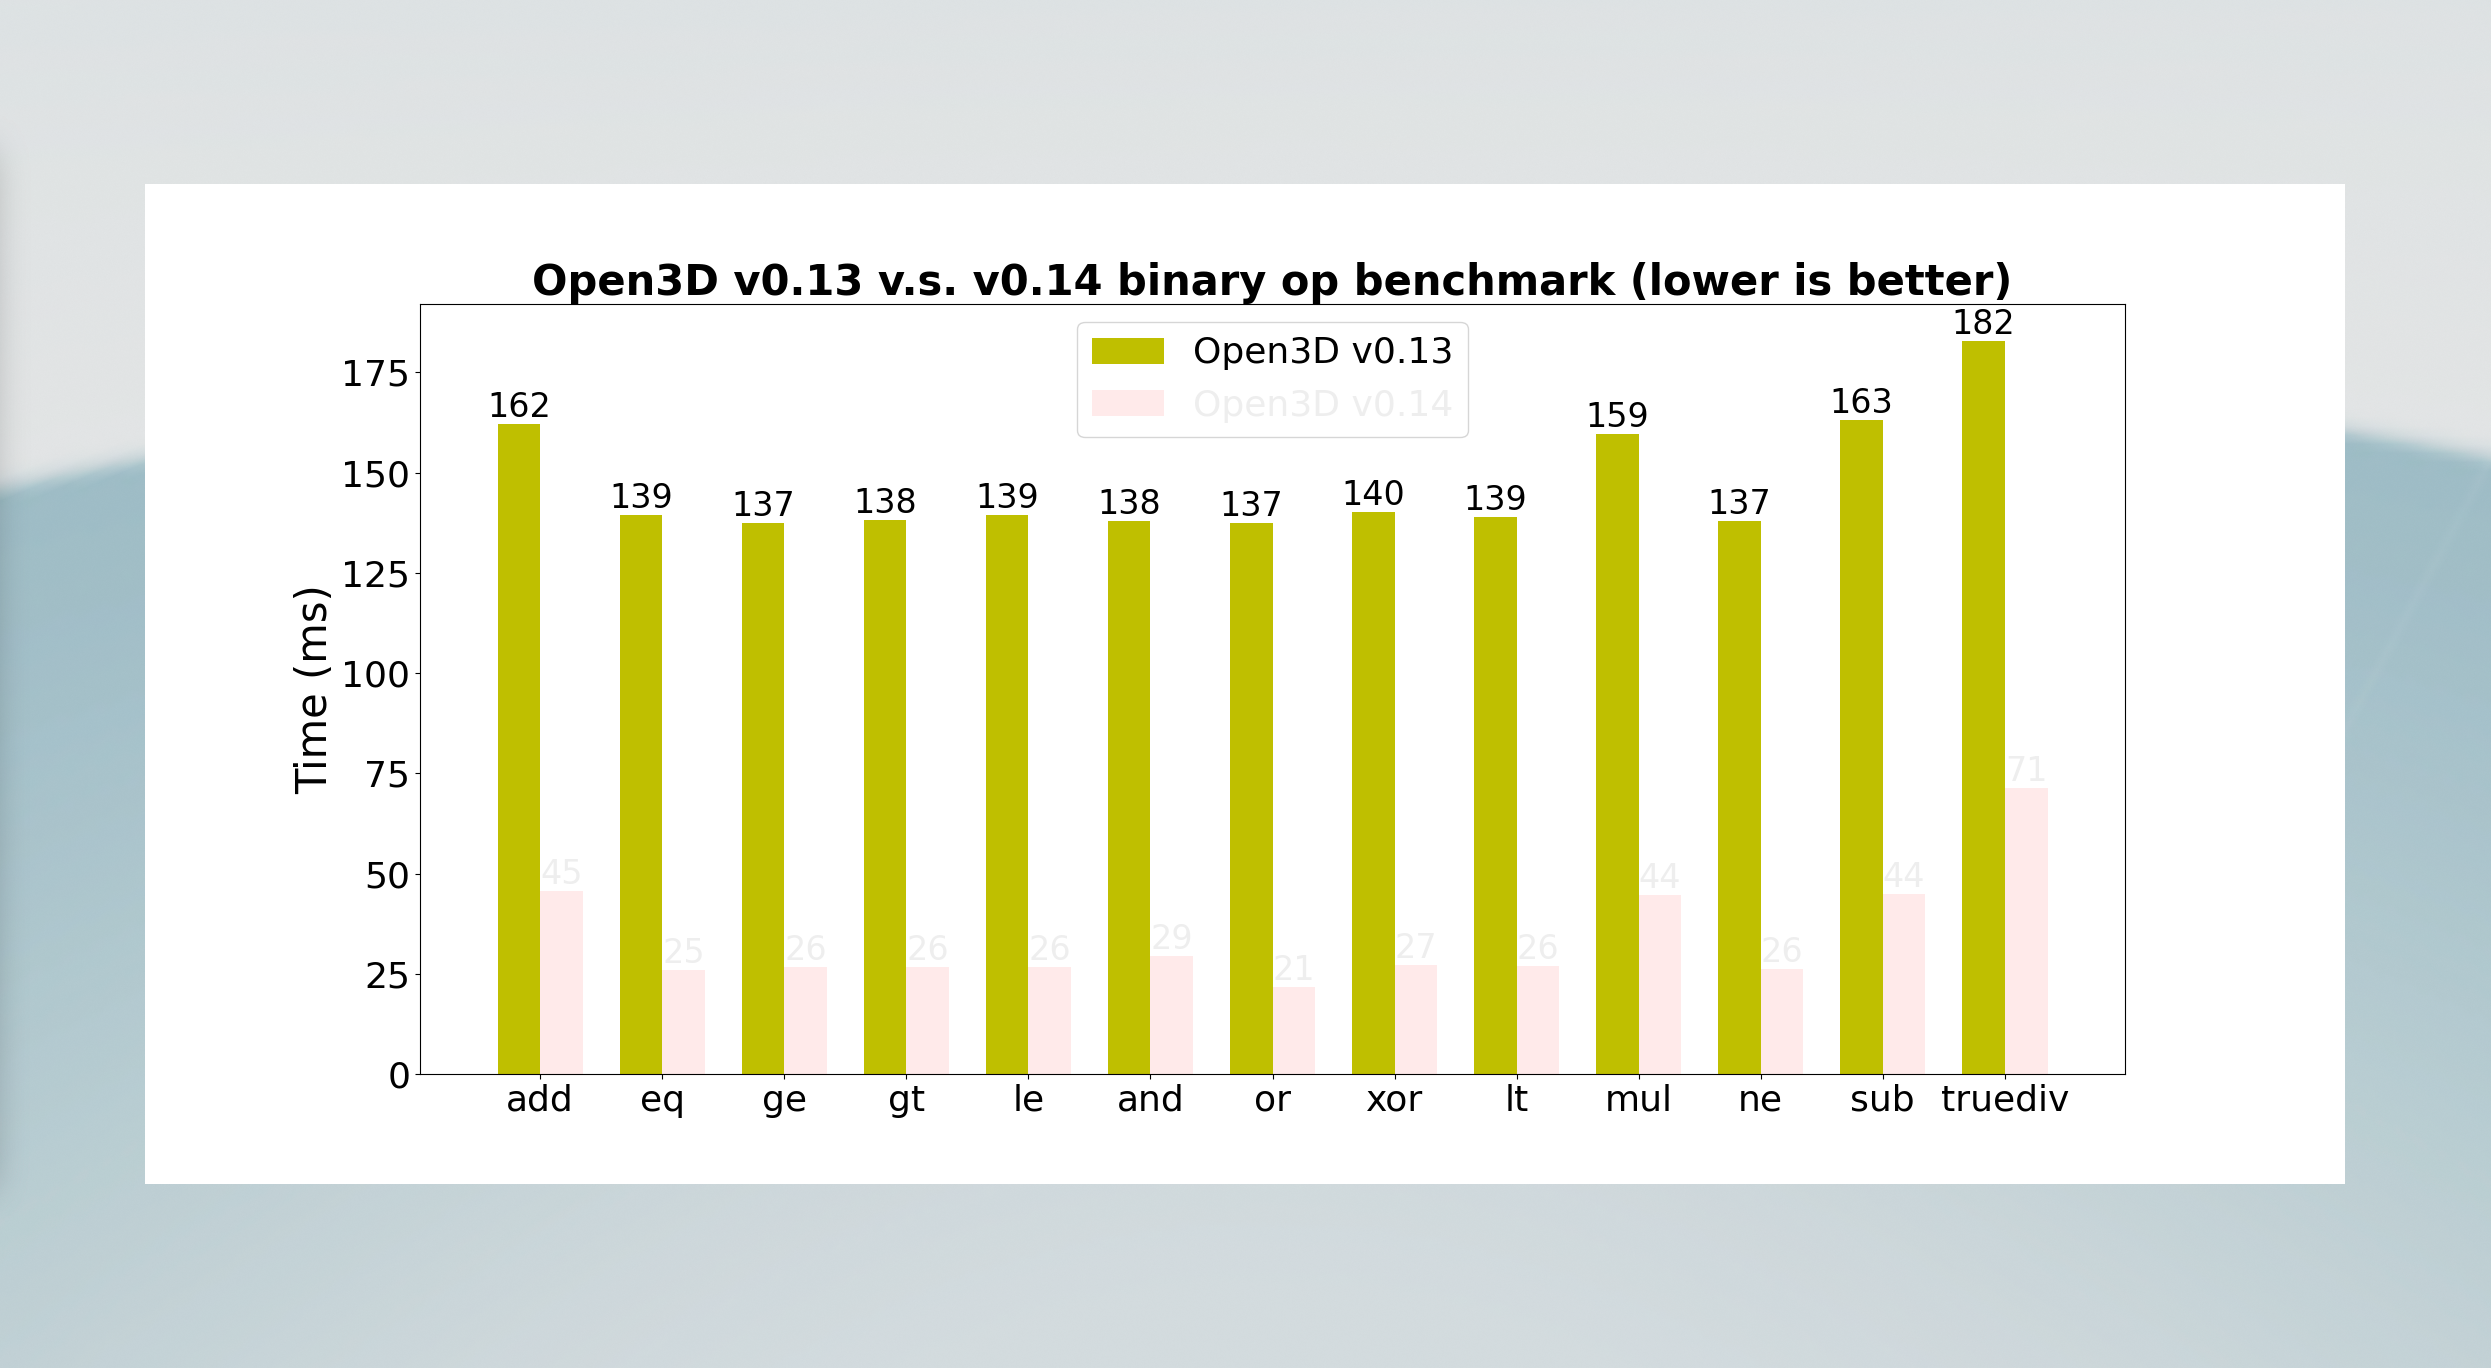 Open3D v0.13 v.s. v0.14 binary op benchmark (lower is better)
Open3D v0.13
Open3D v0.14
Time (ms)
175
150
125
100
75
50
25
0
162 139 137 138 139 138 137 140 139 159 137 163 182
45 25 26 26 26 29 21 27 26 44 26 44 71
add eq ge gt le and or xor lt mul ne sub truediv